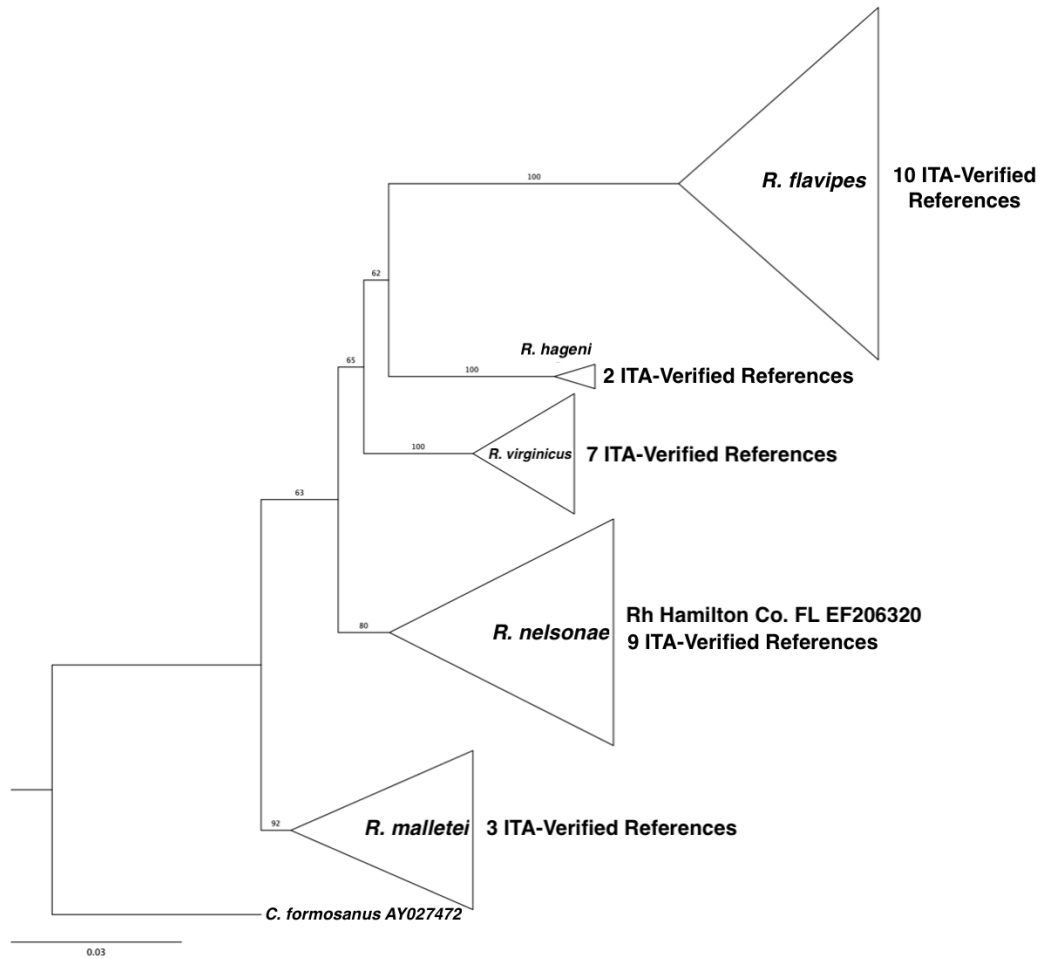 100
R. flavipes
10 ITA-Verified
References
62
R. hageni
100
2 ITA-Verified References
65
100
R. virginicus
7 ITA-Verified References
63
80
R. nelsonae
Rh Hamilton Co. FL EF206320
9 ITA-Verified References
92
R. malletei
3 ITA-Verified References
C. formosanus AY027472
0.03